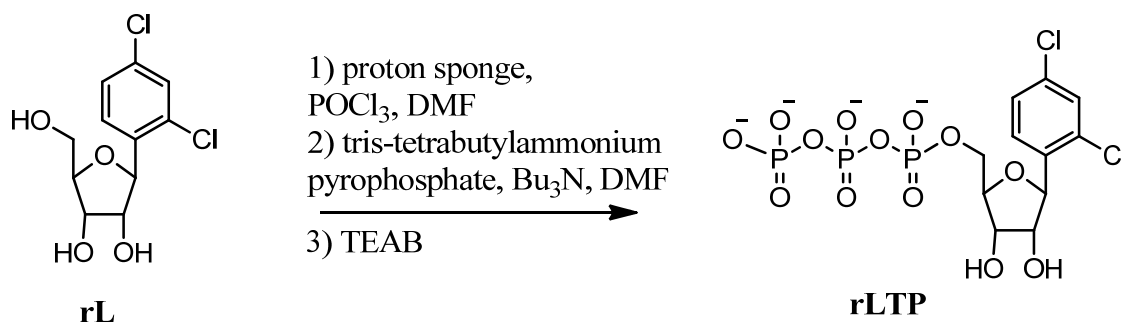 Cl
Cl
HO
O
HO OH
rL
1) proton sponge,
POCl3, DMF
2) tris-tetrabutylammonium
pyrophosphate, Bu3N, DMF
3) TEAB
Cl
C
O− O− O−
−O P O P O P O
O O O
O
HO OH
rLTP